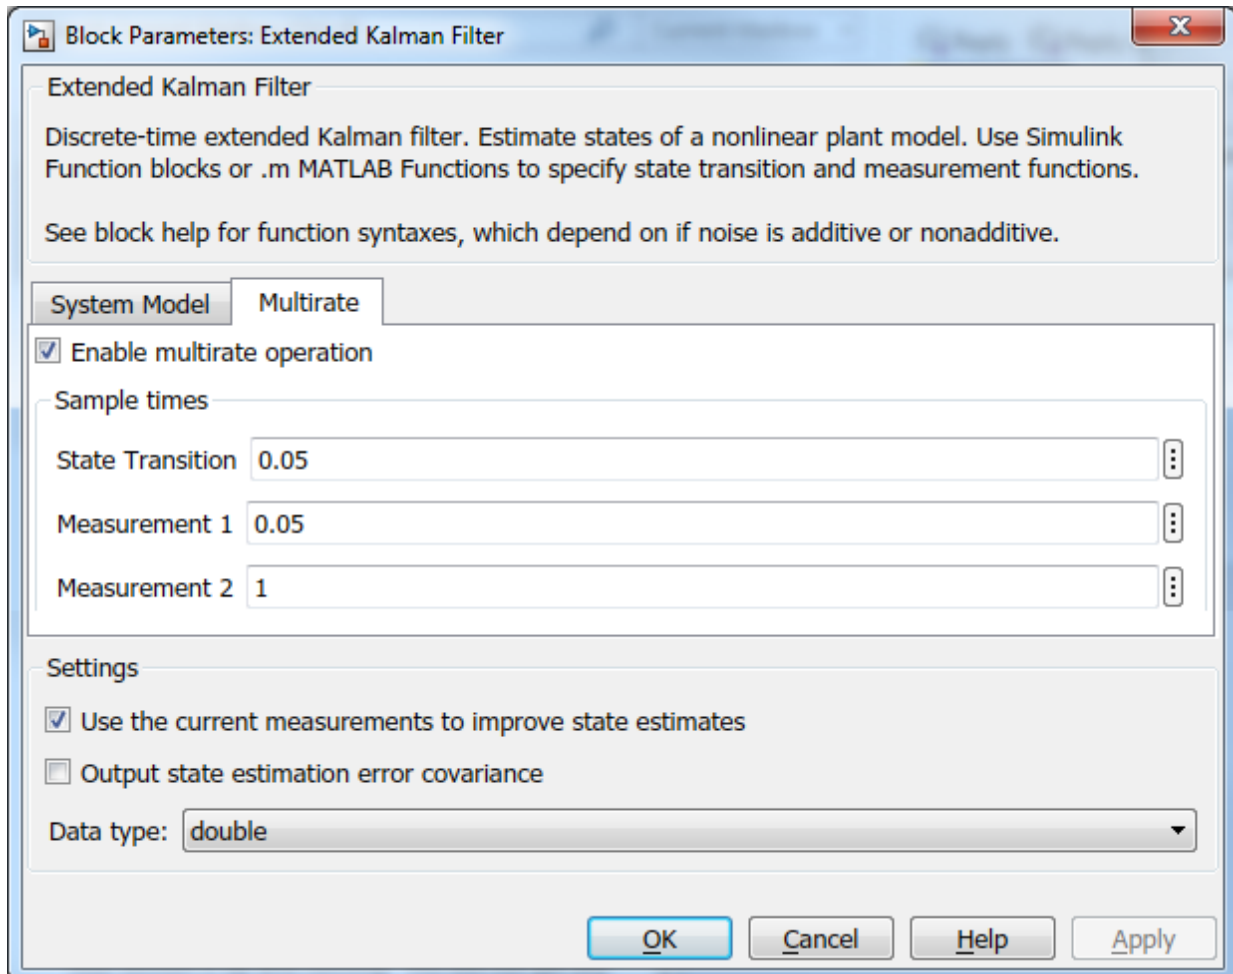 Block Parameters: Extended Kalman Filter
Extended Kalman Filter
Discrete-time extended Kalman filter. Estimate states of a nonlinear plant model. Use Simulink
Function blocks or .m MATLAB Functions to specify state transition and measurement functions.
See block help for function syntaxes, which depend on if noise is additive or nonadditive.
System Model Multirate
Enable multirate operation
Sample times
State Transition 0.05
Measurement 1 0.05
Measurement 2 1
Settings
Use the current measurements to improve state estimates
Output state estimation error covariance
Data type: double
OK Cancel Help Apply